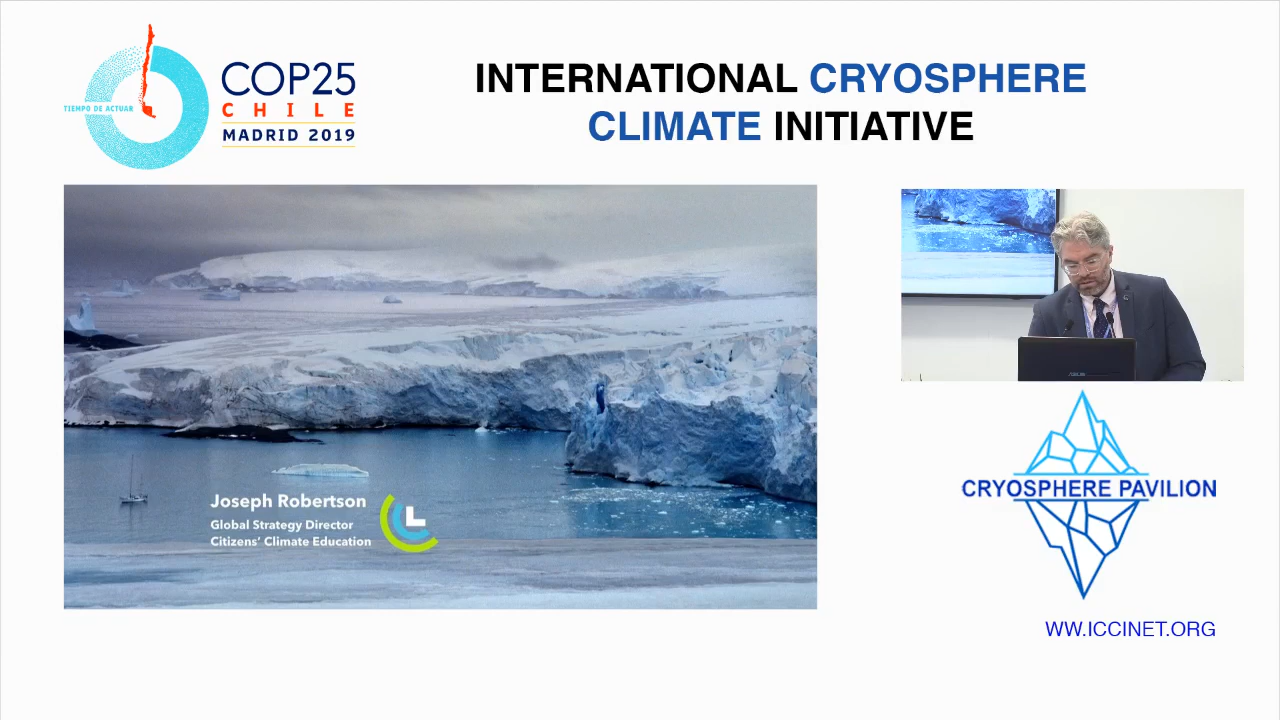 TIEMPO DE ACTUAR
COP25
CHILE
MADRID 2019
INTERNATIONAL CRYOSPHERE
CLIMATE INITIATIVE
Joseph Robertson
Global Strategy Director
Citizens' Climate Education
CRYOSPHERE PAVILION
WW.ICCINET.ORG